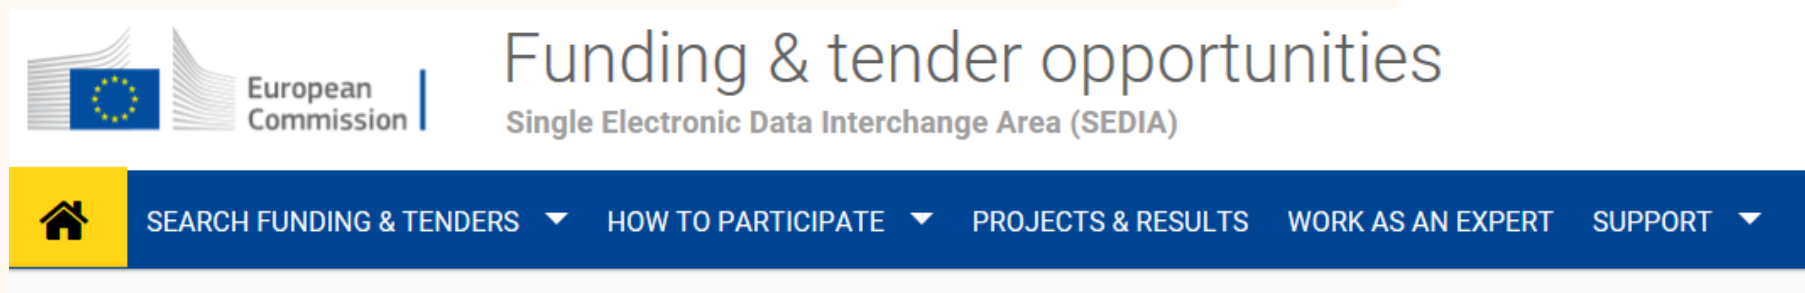 European
Commission
Funding & tender opportunities
Single Electronic Data Interchange Area (SEDIA)
SEARCH FUNDING & TENDERS HOW TO PARTICIPATE PROJECTS & RESULTS WORK AS AN EXPERT SUPPORT